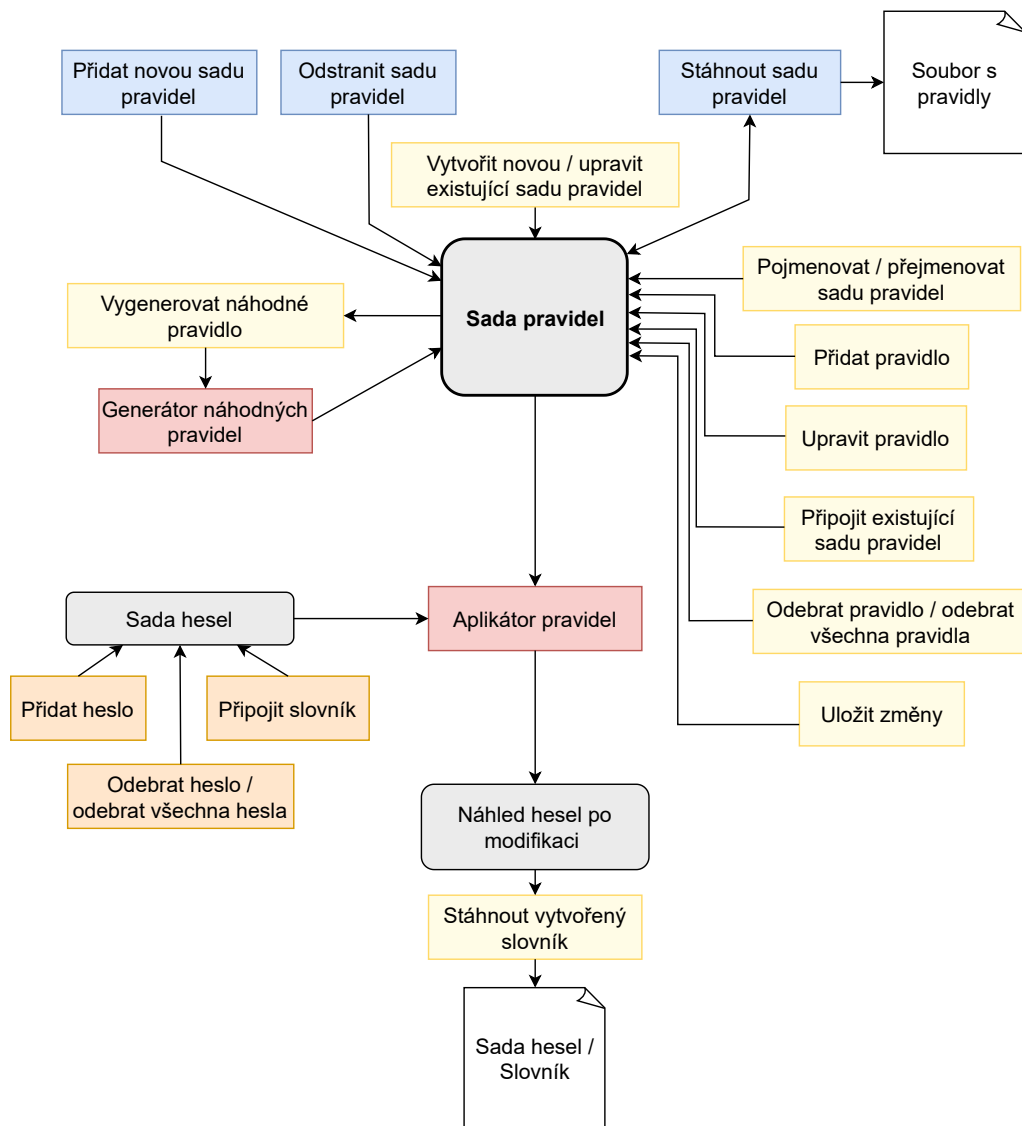 Přidat novou sadu
pravidel
Odstranit sadu
pravidel
Stáhnout sadu
pravidel
Soubor s
pravidly
Vytvořit novou / upravit
existující sadu pravidel
Sada pravidel
Pojmenovat / přejmenovat
sadu pravidel
Vygenerovat náhodné
pravidlo
Přidat pravidlo
Generátor náhodných
pravidel
Upravit pravidlo
Připojit existující
sadu pravidel
Sada hesel
Aplikátor pravidel
Odebrat pravidlo / odebrat
všechna pravidla
Přidat heslo
Připojit slovník
Uložit změny
Odebrat heslo /
odebrat všechna hesla
Náhled hesel po
modifikaci
Stáhnout vytvořený
slovník
Sada hesel /
Slovník